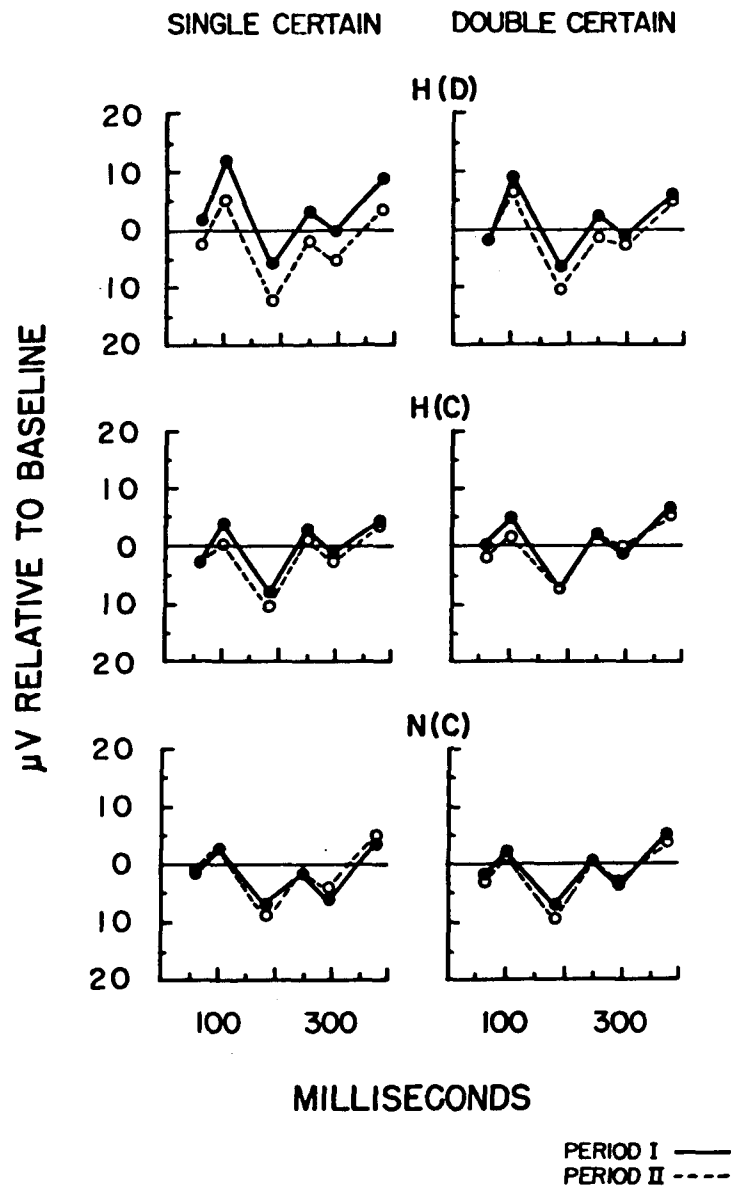 SINGLE CERTAIN DOUBLE CERTAIN
H(D)
20 10 0 10 20
H(C)
20 10 0 10 20
N(C)
20 10 0 10 20
µV RELATIVE TO BASELINE
100 300 100 300
MILLISECONDS
PERIOD I
PERIOD II